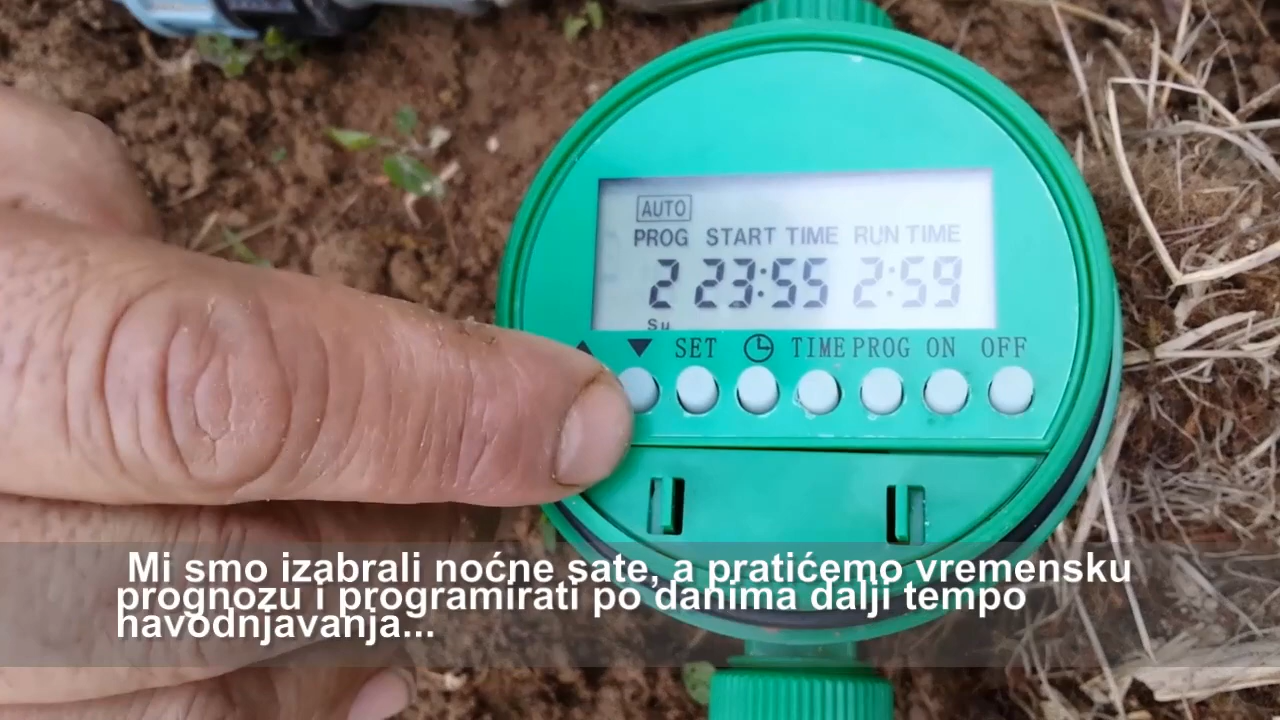 AUTO
PROG START TIME RUN TIME
2 23:55 2:59
Su
SET TIME PROG ON OFF
Mi smo izabrali noćne sate, a pratićemo vremensku
prognozu i programirati po danima dalji tempo
navodnjavanja...